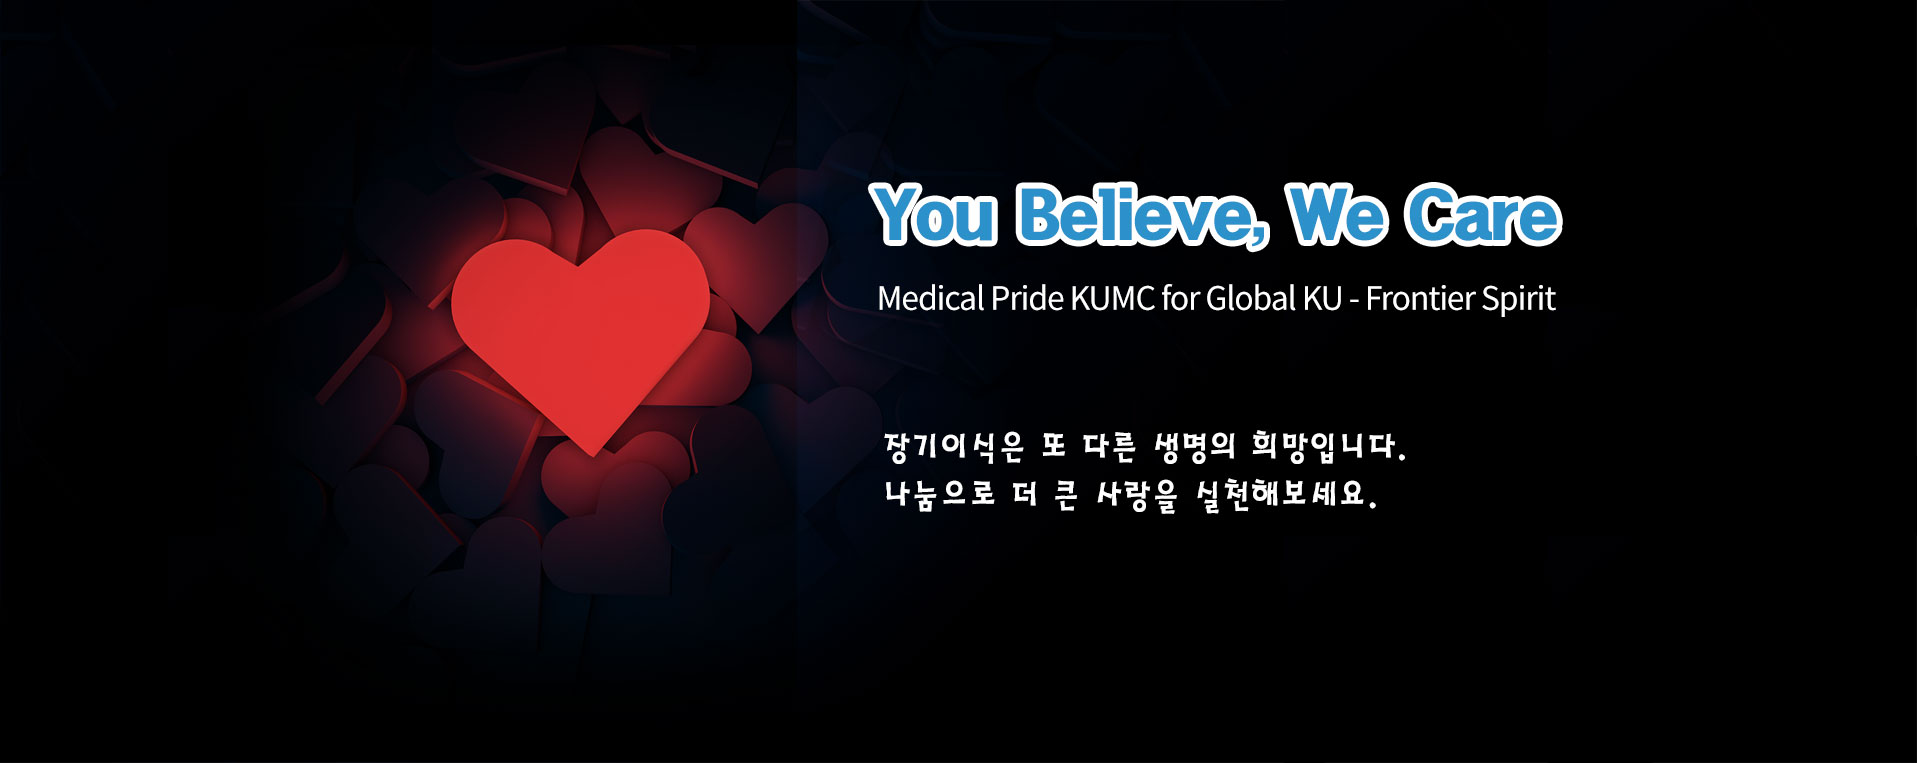 You Believe, We Care
Medical Pride KUMC for Global KU - Frontier Spirit
장기이식은 또 다른 생명의 희망입니다.
나눔으로 더 큰 사랑을 실천해보세요.